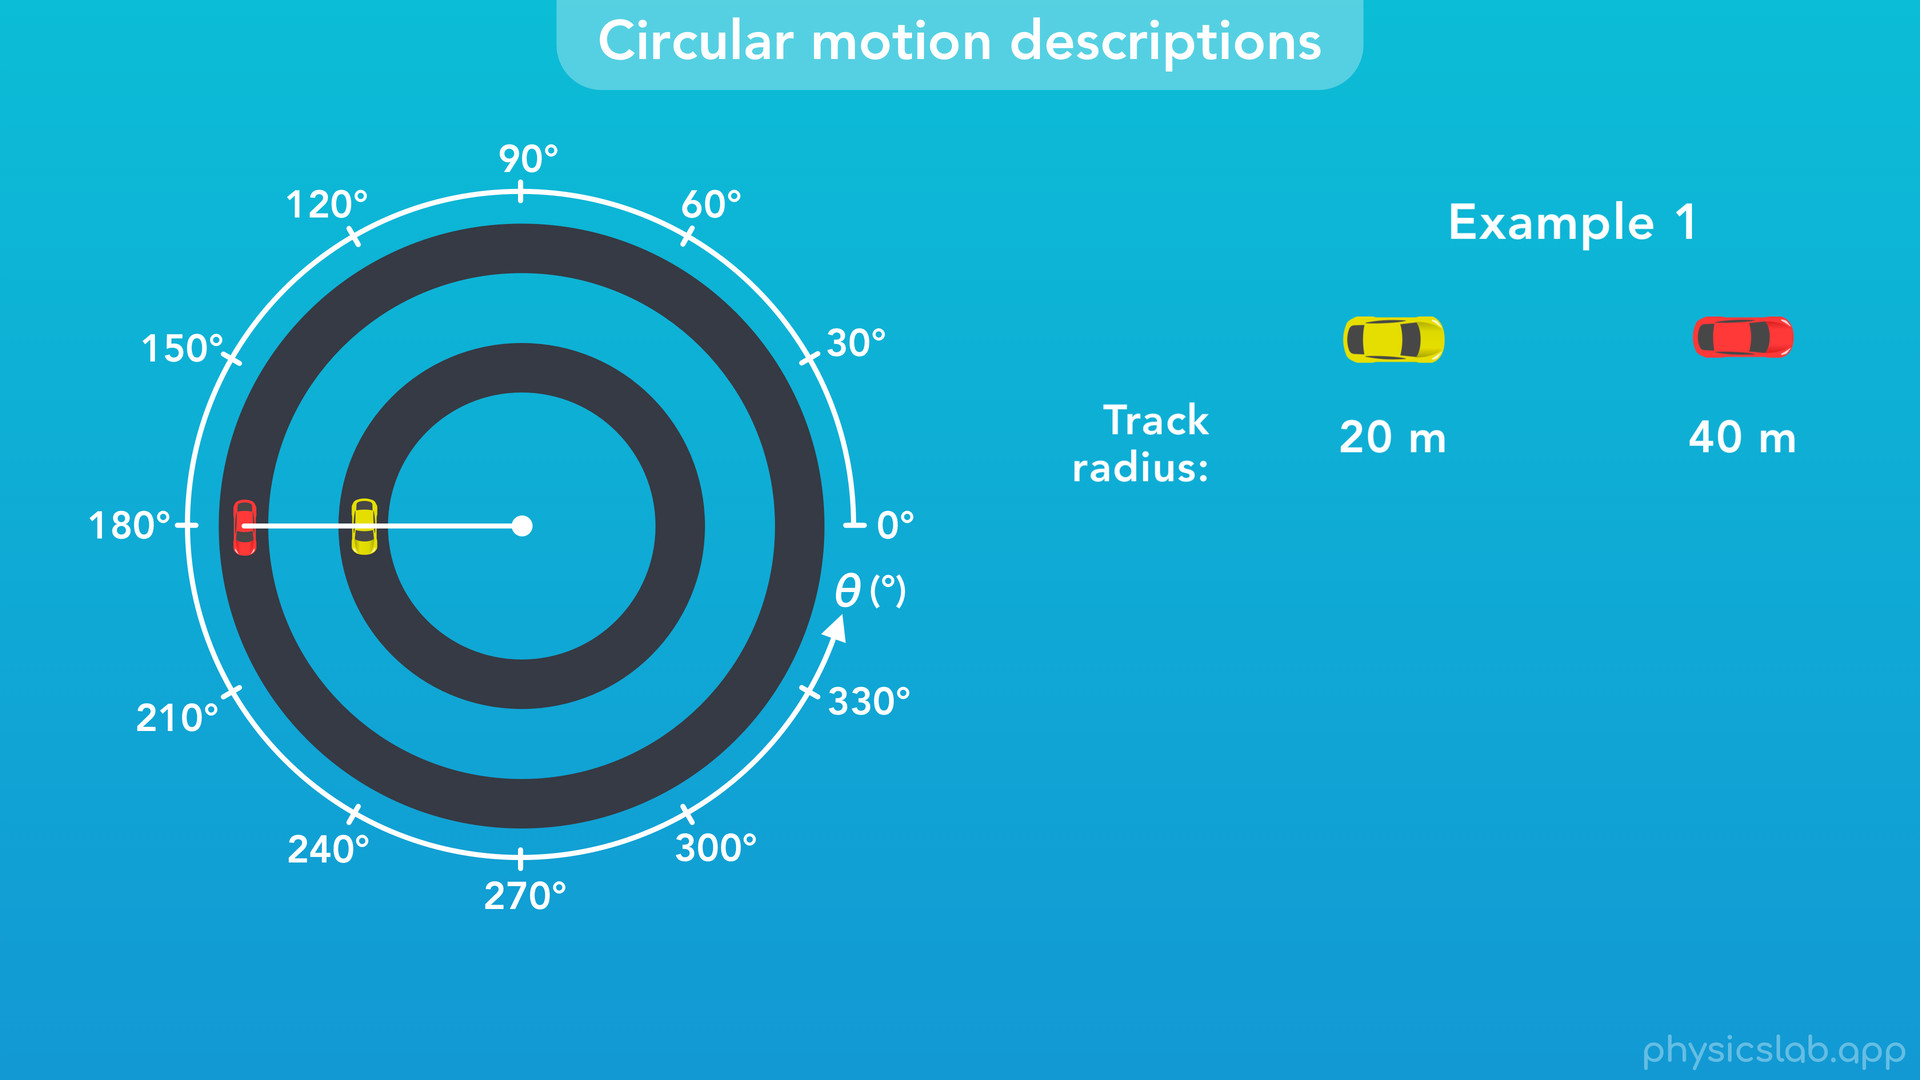 Circular motion descriptions
90°
120°
60°
150°
30°
180°
0°
θ (°)
210°
330°
240°
300°
270°
Example 1
Track
radius:
20 m
40 m
physicslab.app